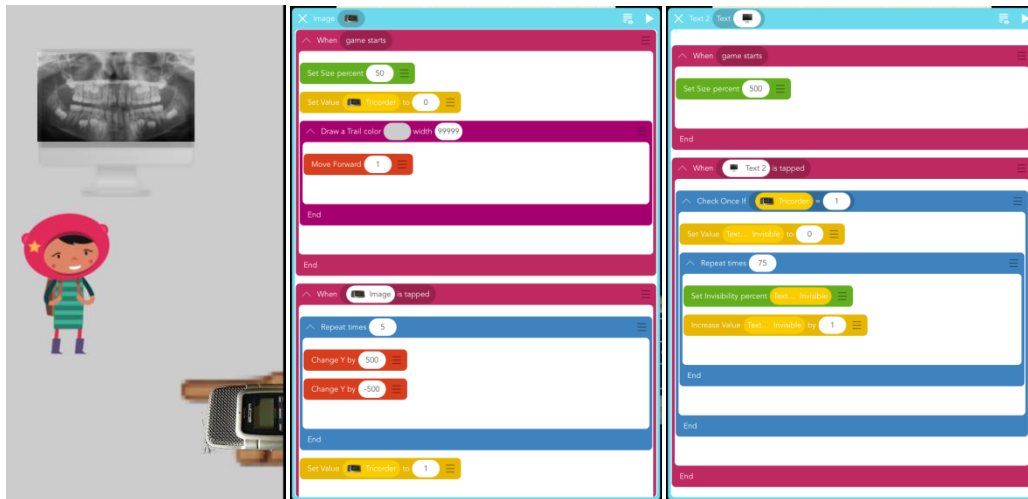 Image
When game starts
Set Size percent 50
Set Value Tricorder to 0
Draw a Trail color width 99999
Move Forward 1
End
End
When Image is tapped
Repeat times 5
Change Y by 500
Change Y by -500
End
Set Value Tricorder to 1
Text 2 Text
When game starts
Set Size percent 500
End
When Text 2 is tapped
Check Once If Tricorder = 1
Set Value Text... Invisible to 0
Repeat times 75
Set Invisibility percent Text... Invisible
Increase Value Text... Invisible by 1
End
End
End